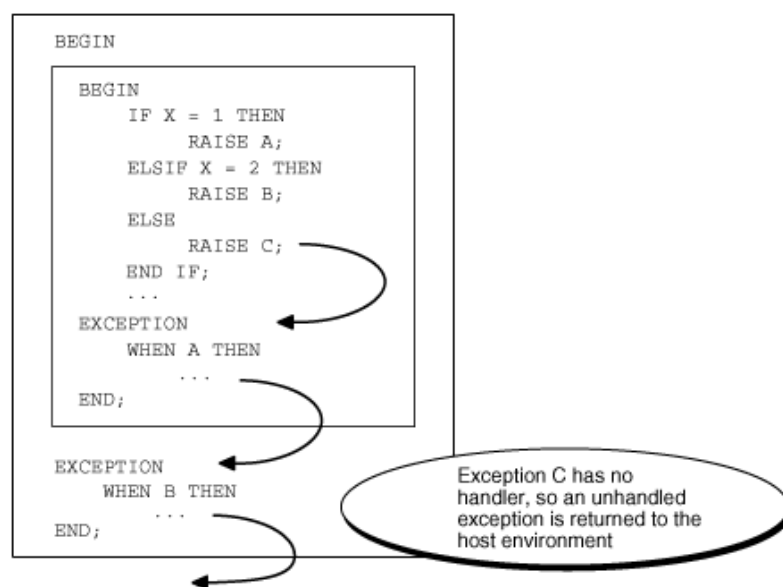 BEGIN
BEGIN
IF X = 1 THEN
RAISE A;
ELSIF X = 2 THEN
RAISE B;
ELSE
RAISE C;
END IF;
...
EXCEPTION
WHEN A THEN
...
END;
EXCEPTION
WHEN B THEN
...
END;
Exception C has no
handler, so an unhandled
exception is returned to the
host environment